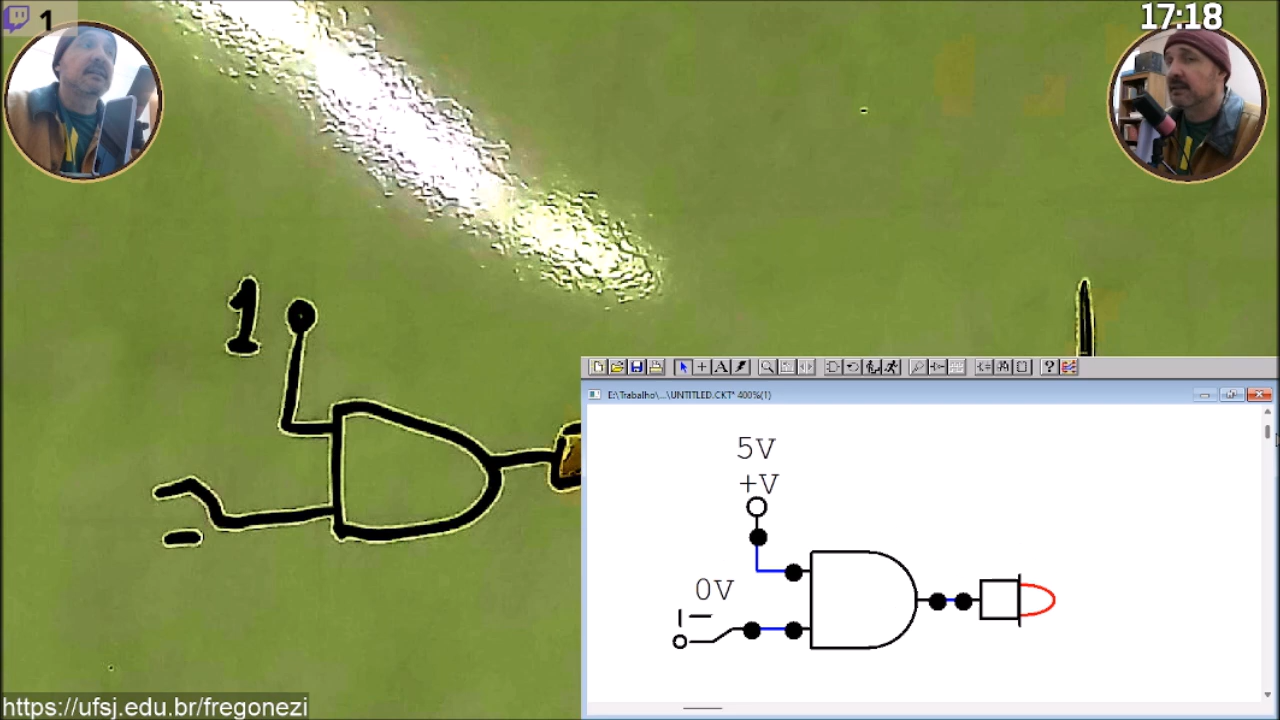 1
17:18
1
E:\Trabalho\...\UNTITLED.CKT* 400%(1)
5V
+V
0V
https://ufsj.edu.br/fregonezi